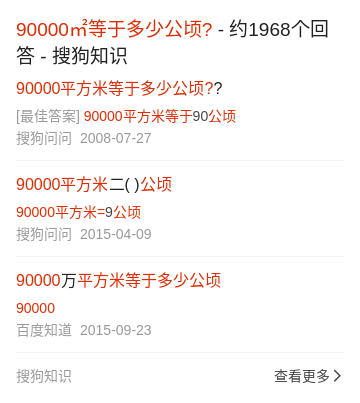 90000㎡等于多少公顷? - 约1968个回
答 - 搜狗知识
90000平方米等于多少公顷??
[最佳答案] 90000平方米等于90公顷
搜狗问问 2008-07-27
90000平方米二( )公顷
90000平方米=9公顷
搜狗问问 2015-04-09
90000万平方米等于多少公顷
90000
百度知道 2015-09-23
搜狗知识 查看更多